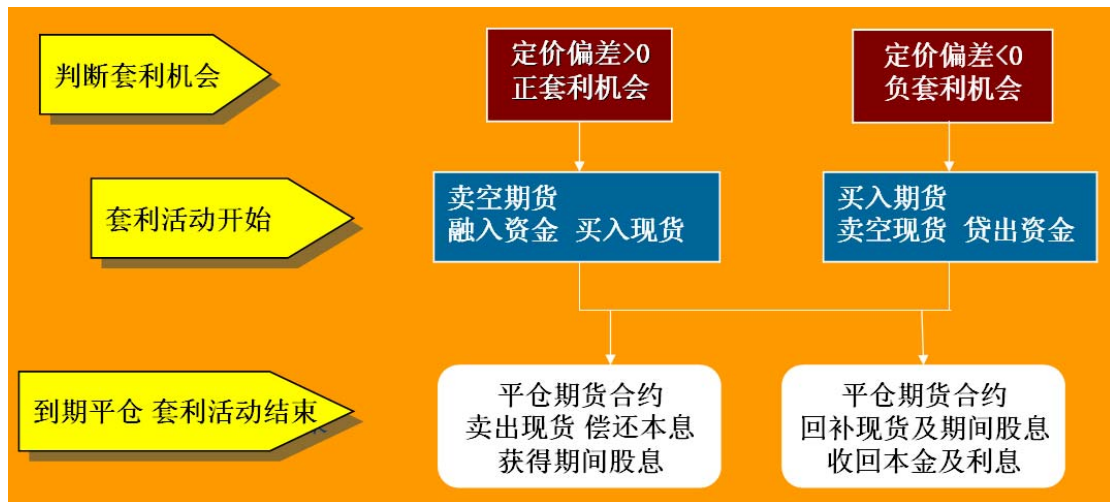 判断套利机会
定价偏差>0
正套利机会
定价偏差<0
负套利机会
套利活动开始
卖空期货
融入资金 买入现货
买入期货
卖空现货 贷出资金
到期平仓 套利活动结束
平仓期货合约
卖出现货 偿还本息
获得期间股息
平仓期货合约
回补现货及期间股息
收回本金及利息